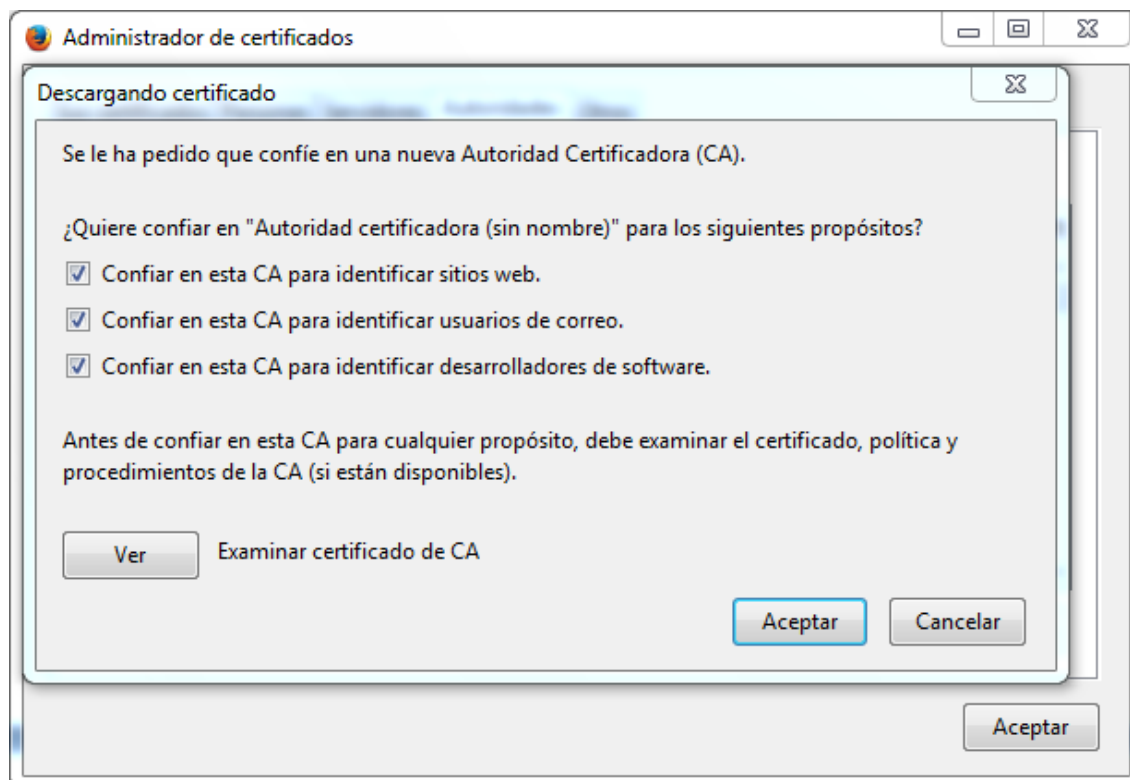 Administrador de certificados
Descargando certificado
Se le ha pedido que confíe en una nueva Autoridad Certificadora (CA).
¿Quiere confiar en "Autoridad certificadora (sin nombre)" para los siguientes propósitos?
Confiar en esta CA para identificar sitios web.
Confiar en esta CA para identificar usuarios de correo.
Confiar en esta CA para identificar desarrolladores de software.
Antes de confiar en esta CA para cualquier propósito, debe examinar el certificado, política y
procedimientos de la CA (si están disponibles).
Ver Examinar certificado de CA
Aceptar Cancelar
Aceptar